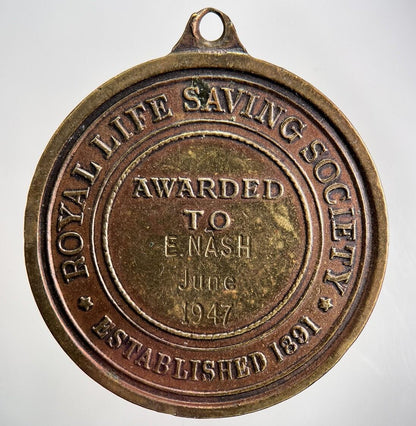 ROYAL LIFE SAVING SOCIETY
AWARDED
TO
E. NASH
June
1947
ESTABLISHED 1891